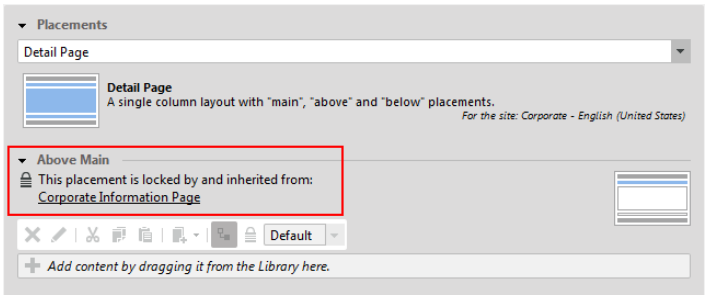 Placements
Detail Page
Detail Page
A single column layout with "main", "above" and "below" placements.
For the site: Corporate - English (United States)
Above Main
This placement is locked by and inherited from:
Corporate Information Page
Default
Add content by dragging it from the Library here.